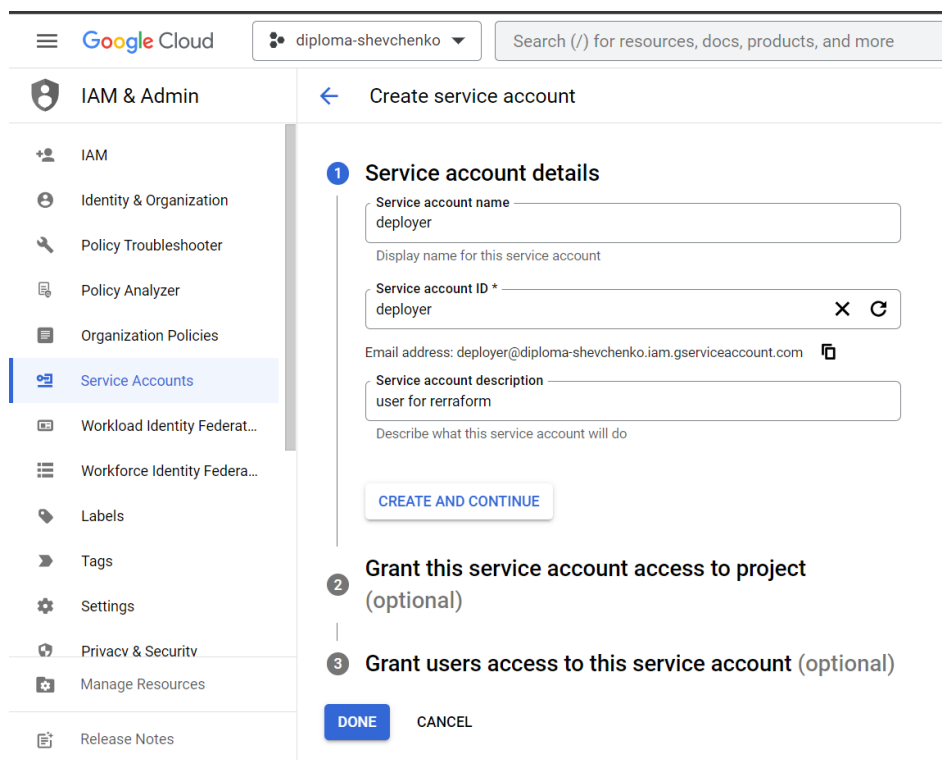 Google Cloud
diploma-shevchenko
Search (/) for resources, docs, products, and more
IAM & Admin
IAM
Identity & Organization
Policy Troubleshooter
Policy Analyzer
Organization Policies
Service Accounts
Workload Identity Federat...
Workforce Identity Federa...
Labels
Tags
Settings
Privacy & Security
Manage Resources
Release Notes
Create service account
1 Service account details
Service account name
deployer
Display name for this service account
Service account ID *
deployer
Email address: deployer@diploma-shevchenko.iam.gserviceaccount.com
Service account description
user for rerraform
Describe what this service account will do
CREATE AND CONTINUE
2 Grant this service account access to project
(optional)
3 Grant users access to this service account (optional)
DONE CANCEL